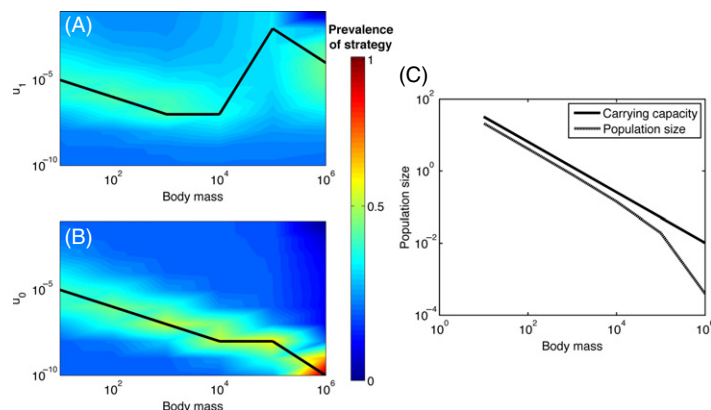 (A)
Prevalence
of strategy
u1
10^-5
10^-10
10^2
10^4
10^6
Body mass
1
0.5
0
(B)
u0
10^-5
10^-10
10^2
10^4
10^6
Body mass
(C)
Carrying capacity
Population size
Population size
10^2
10^0
10^-2
10^-4
10^0
10^2
10^4
Body mass